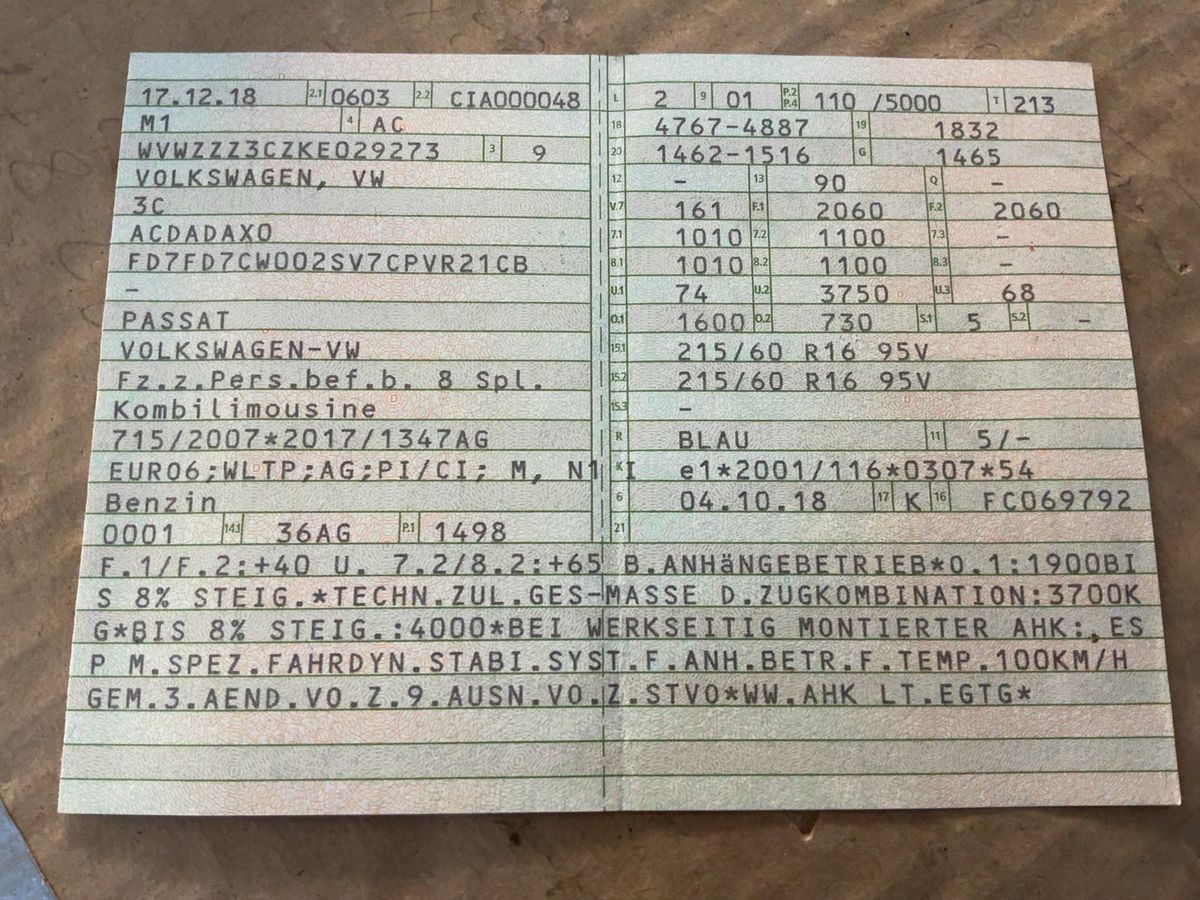 17.12.18 2.1 0603 2.2 CIA000048 L 2 9 01 P.2 P.4 110 /5000 T 213
M1 4 AC 18 4767-4887 19 1832
WVWZZZ3CZKE029273 3 9 20 1462-1516 G 1465
VOLKSWAGEN, VW 12 - 13 90 Q -
3C V.7 161 F.1 2060 F.2 2060
ACDADAXO 7.1 1010 7.2 1100 7.3 -
FD7FD7CW002SV7CPVR21CB 8.1 1010 8.2 1100 8.3 -
- U.1 74 U.2 3750 U.3 68
PASSAT O.1 1600 O.2 730 S.1 5 S.2 -
VOLKSWAGEN-VW 15.1 215/60 R16 95V
Fz.z.Pers.bef.b. 8 Spl. 15.2 215/60 R16 95V
Kombilimousine 15.3 -
715/2007*2017/1347AG R BLAU 11 5/-
EURO6;WLTP;AG;PI/CI; M, N1 I K e1*2001/116*0307*54
Benzin 6 04.10.18 17 K 16 FC069792
0001 14.1 36AG P.1 1498 21
F.1/F.2:+40 U. 7.2/8.2:+65 B.ANHäNGEBETRIEB*O.1:1900BI
S 8% STEIG.*TECHN.ZUL.GES-MASSE D.ZUGKOMBINATION:3700K
G*BIS 8% STEIG.:4000*BEI WERKSEITIG MONTIERTER AHK: ES
P M.SPEZ.FAHRDYN.STABI.SYST.F.ANH.BETR.F.TEMP.100KM/H
GEM.3.AEND.VO.Z.9.AUSN.VO.Z.STVO*WW.AHK LT.EGTG*